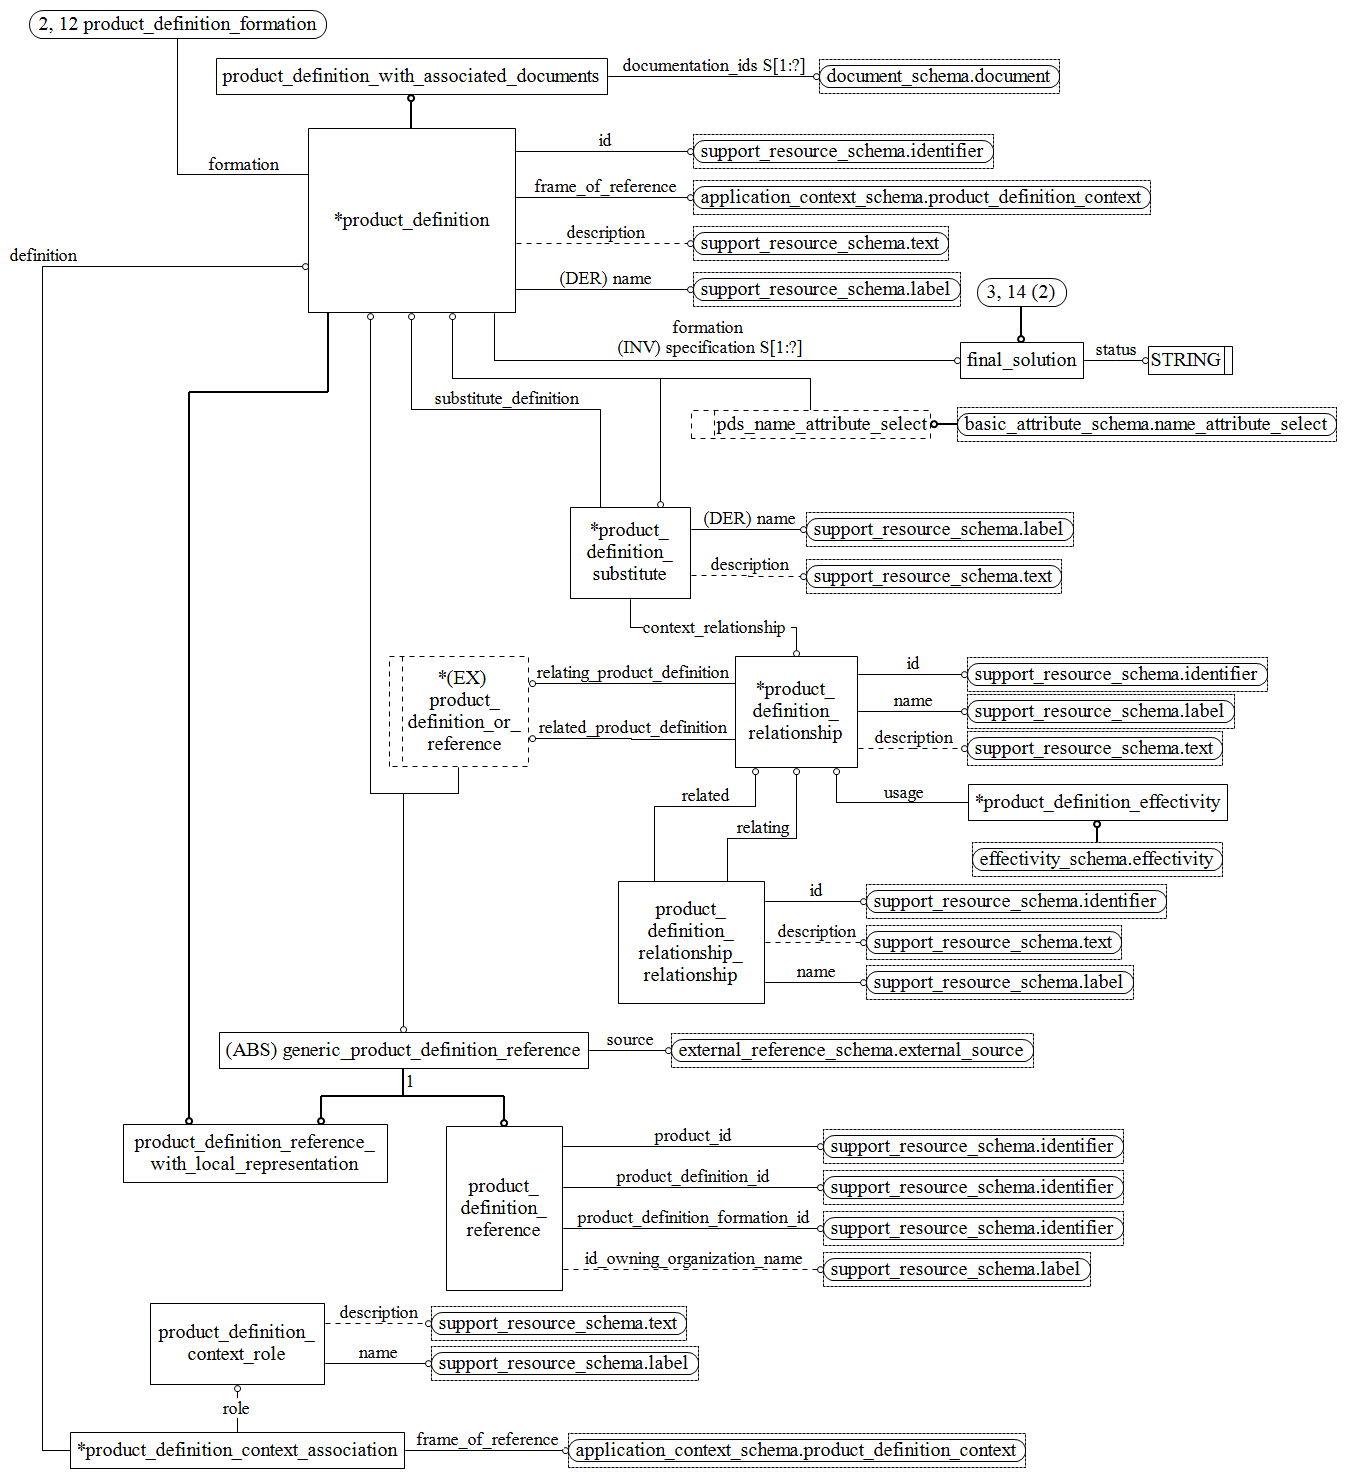 2, 12 product_definition_formation
product_definition_with_associated_documents
documentation_ids S[1:?]
document_schema.document
formation
*product_definition
id
support_resource_schema.identifier
frame_of_reference
application_context_schema.product_definition_context
description
support_resource_schema.text
(DER) name
support_resource_schema.label
definition
3, 14 (2)
formation
(INV) specification S[1:?]
final_solution
status
STRING
substitute_definition
pds_name_attribute_select
basic_attribute_schema.name_attribute_select
*product_
definition_
substitute
(DER) name
support_resource_schema.label
description
support_resource_schema.text
context_relationship
*(EX)
product_
definition_or_
reference
relating_product_definition
related_product_definition
*product_
definition_
relationship
id
support_resource_schema.identifier
name
support_resource_schema.label
description
support_resource_schema.text
related
relating
usage
*product_definition_effectivity
effectivity_schema.effectivity
product_
definition_
relationship_
relationship
id
support_resource_schema.identifier
description
support_resource_schema.text
name
support_resource_schema.label
(ABS) generic_product_definition_reference
source
external_reference_schema.external_source
1
product_definition_reference_
with_local_representation
product_
definition_
reference
product_id
support_resource_schema.identifier
product_definition_id
support_resource_schema.identifier
product_definition_formation_id
support_resource_schema.identifier
id_owning_organization_name
support_resource_schema.label
product_definition_
context_role
description
support_resource_schema.text
name
support_resource_schema.label
role
*product_definition_context_association
frame_of_reference
application_context_schema.product_definition_context